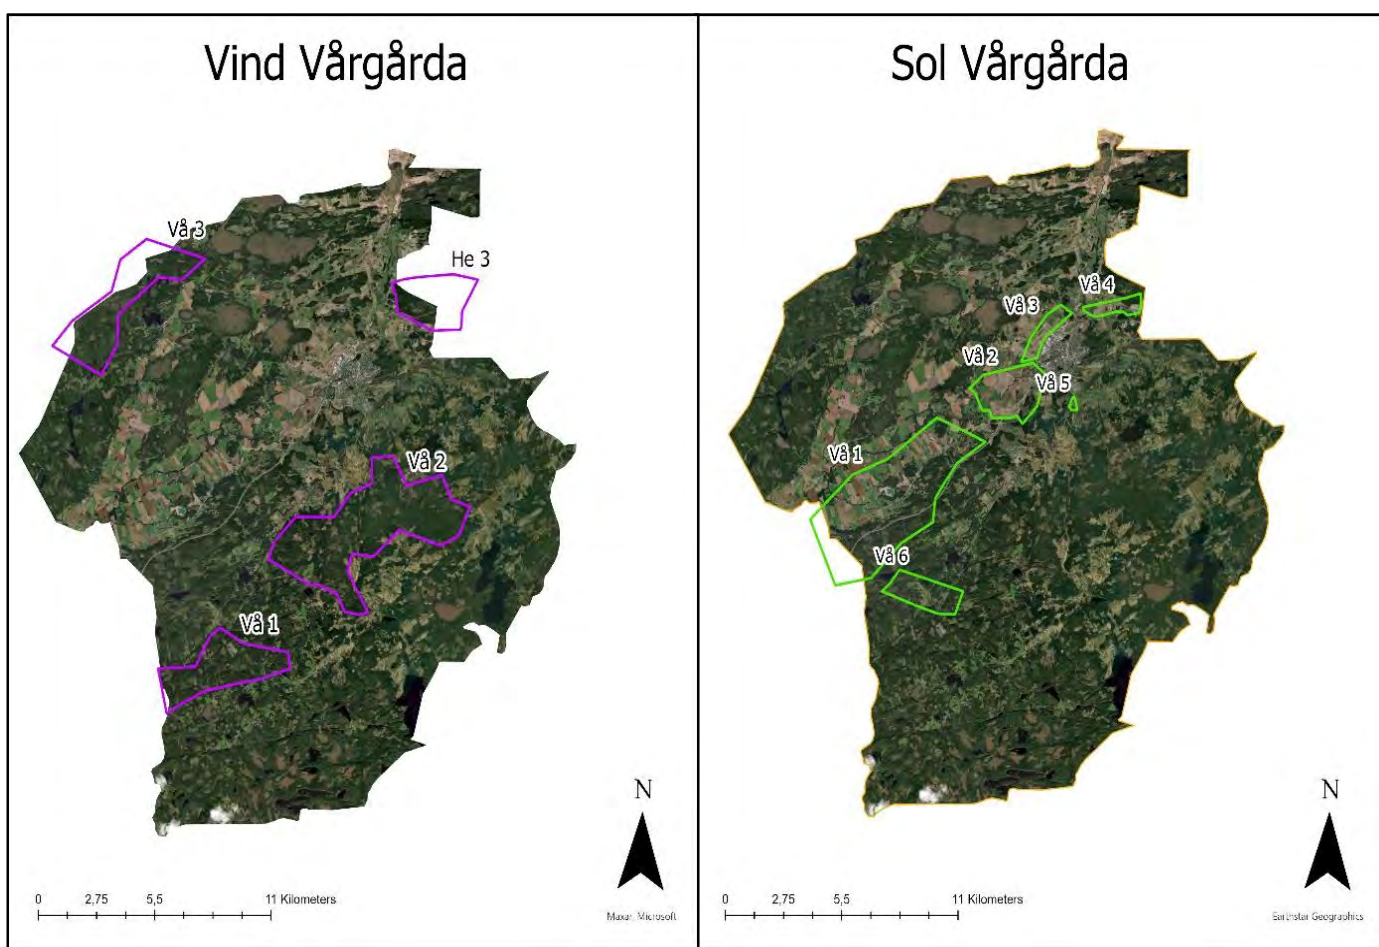 Vind Vårgårda
Vå 3
He 3
Vå 2
Vå 1
N
0 2,75 5,5 11 Kilometers
Maxar, Microsoft
Sol Vårgårda
Vå 4
Vå 3
Vå 2
Vå 5
Vå 1
Vå 6
N
0 2,75 5,5 11 Kilometers
Earthstar Geographics